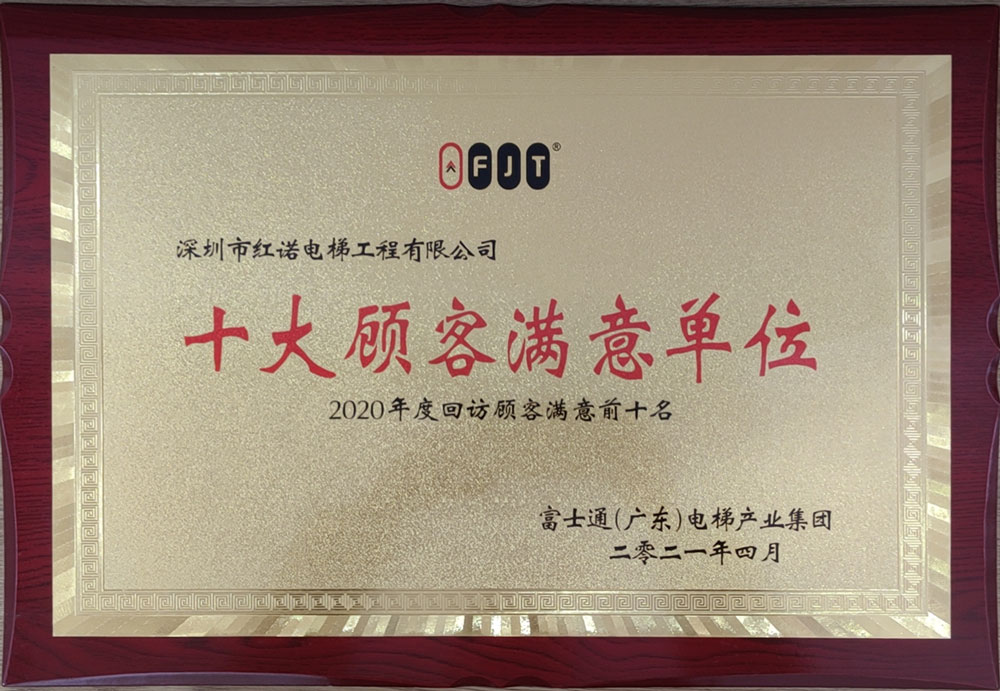 FJT®
深圳市红诺电梯工程有限公司
十大顾客满意单位
2020年度回访顾客满意前十名
富士通(广东)电梯产业集团
二零二一年四月